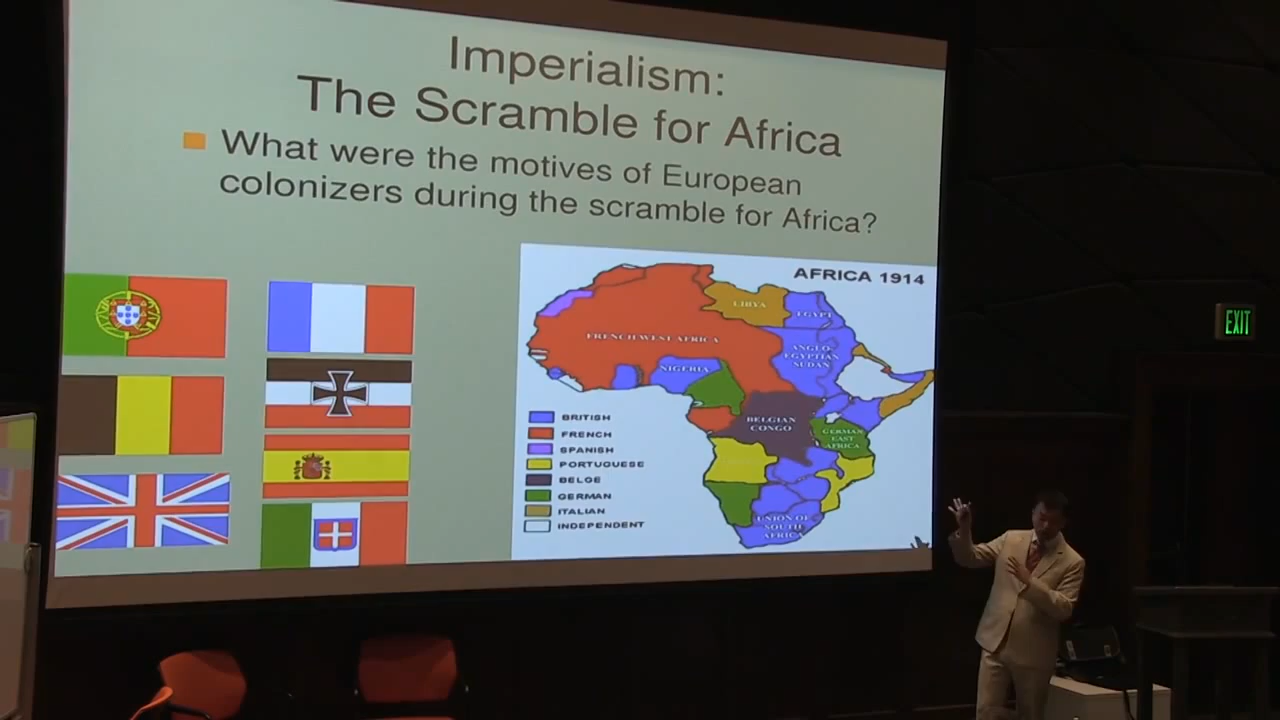 Imperialism:
The Scramble for Africa
What were the motives of European
colonizers during the scramble for Africa?
AFRICA 1914
LIBYA
EGYPT
FRENCH WEST AFRICA
ANGLO-
EGYPTIAN
SUDAN
NIGERIA
BELGIAN
CONGO
GERMAN
EAST
AFRICA
UNION OF
SOUTH
AFRICA
BRITISH
FRENCH
SPANISH
PORTUGUESE
BELGE
GERMAN
ITALIAN
INDEPENDENT
EXIT